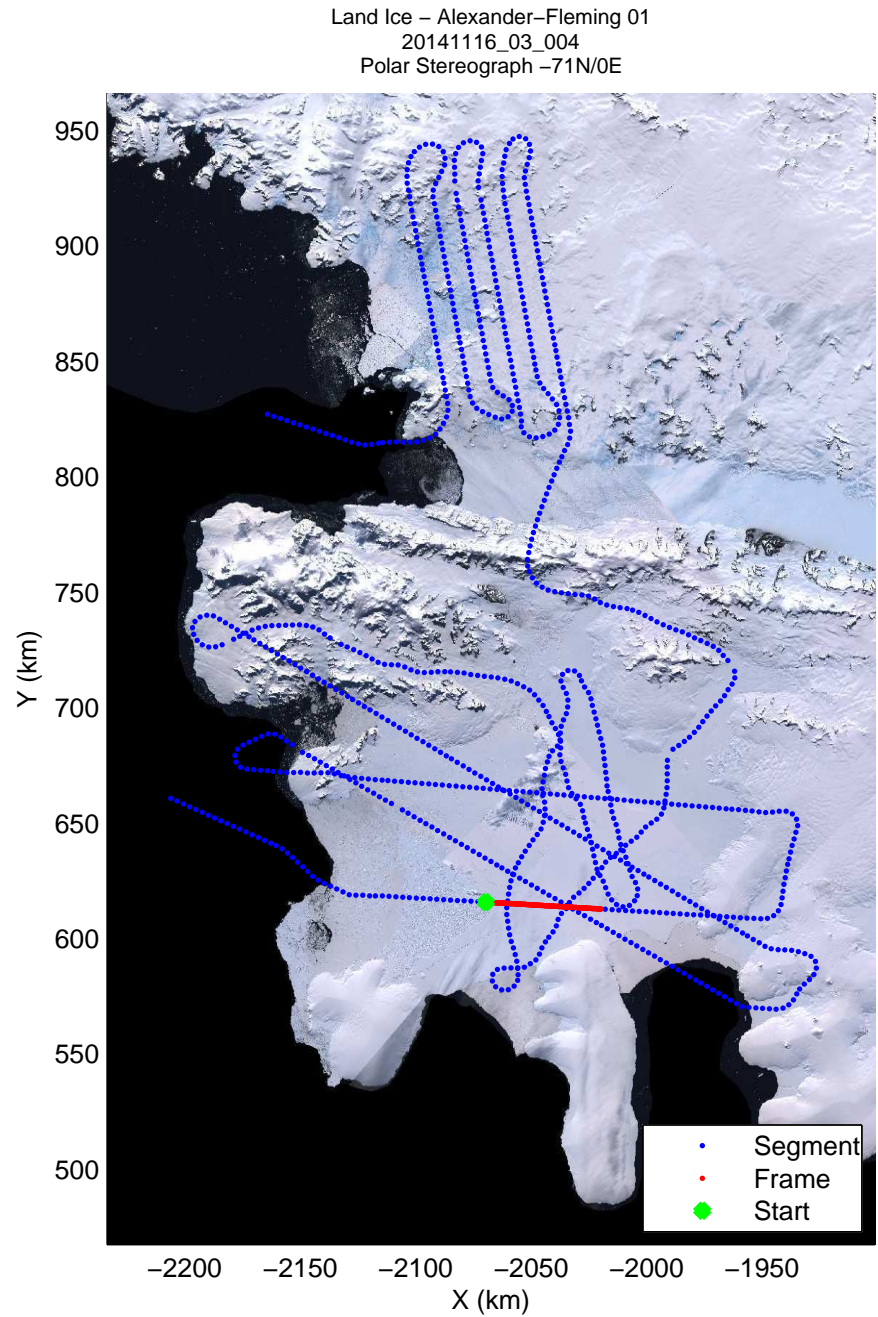 Land Ice − Alexander−Fleming 01
20141116_03_004
Polar Stereograph −71N/0E
950
900
850
800
750
700
650
600
550
500
Y (km)
Segment
Frame
Start
−2200 −2150 −2100 −2050 −2000 −1950
X (km)